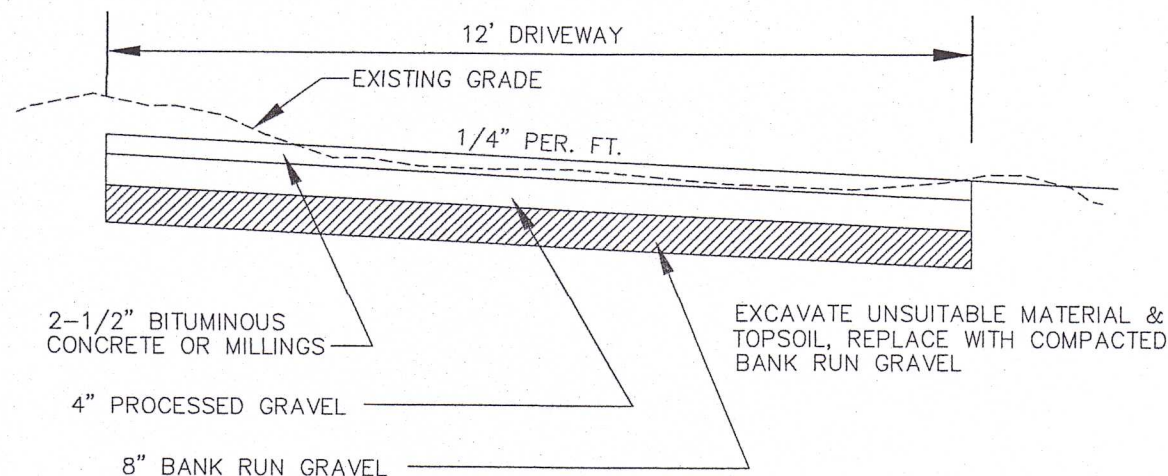 12' DRIVEWAY
EXISTING GRADE
1/4" PER. FT.
2-1/2" BITUMINOUS
CONCRETE OR MILLINGS
4" PROCESSED GRAVEL
8" BANK RUN GRAVEL
EXCAVATE UNSUITABLE MATERIAL &
TOPSOIL, REPLACE WITH COMPACTED
BANK RUN GRAVEL